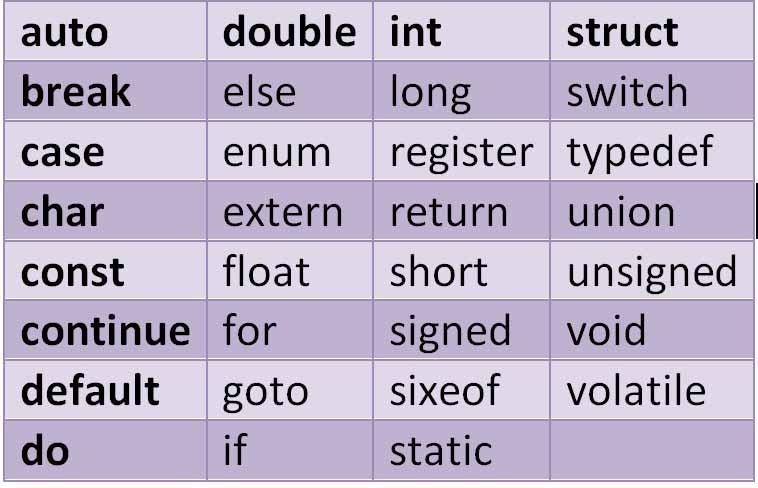 auto double int struct
break else long switch
case enum register typedef
char extern return union
const float short unsigned
continue for signed void
default goto sixeof volatile
do if static